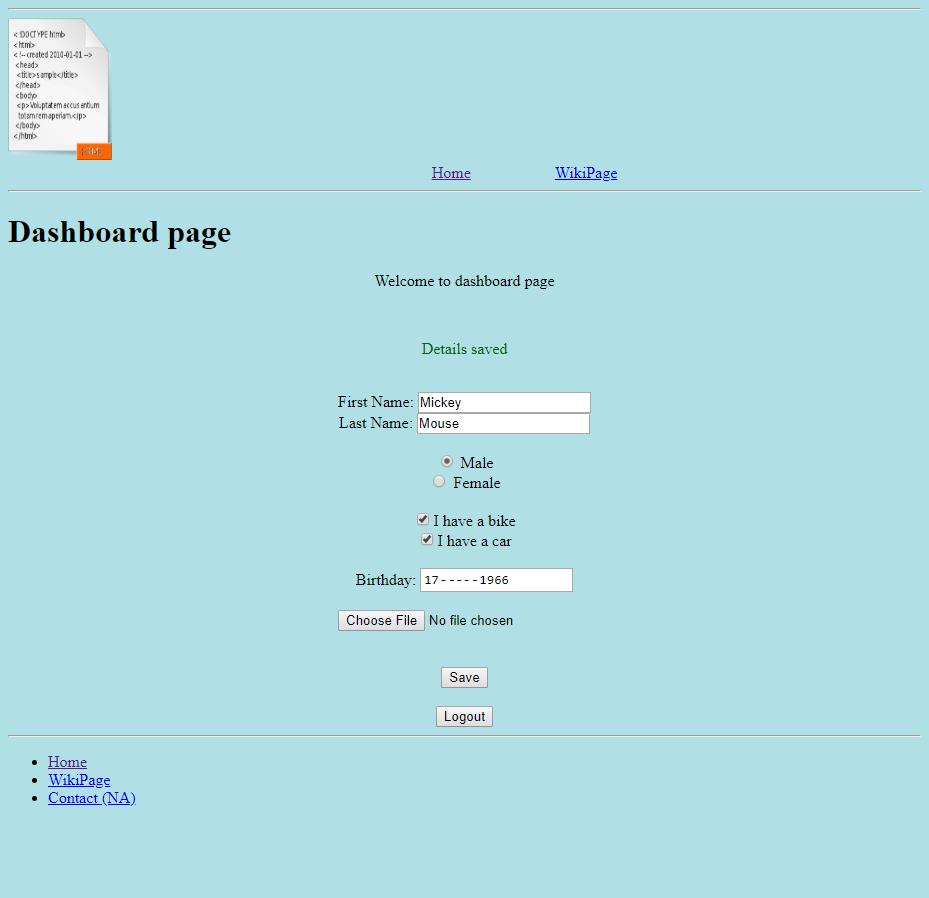 < !DOCTYPE html>
< html>
< !-- created 2010-01-01 -->
<head>
<title>sample</title>
</head>
<body>
<p>Voluptatem accusantium
totam rem aperiam.</p>
</body>
</html>
HTML
Home WikiPage
Dashboard page
Welcome to dashboard page
Details saved
First Name: Mickey
Last Name: Mouse
Male
Female
I have a bike
I have a car
Birthday: 17-----1966
Choose File No file chosen
Save
Logout
Home
WikiPage
Contact (NA)